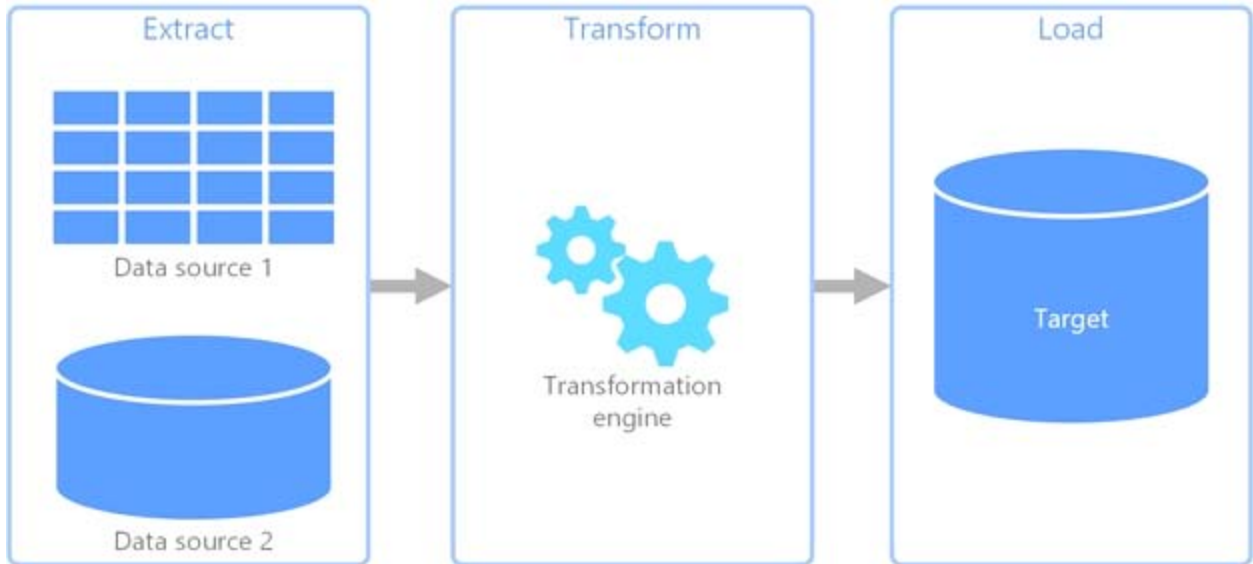 Extract
Data source 1
Data source 2
Transform
Transformation
engine
Load
Target